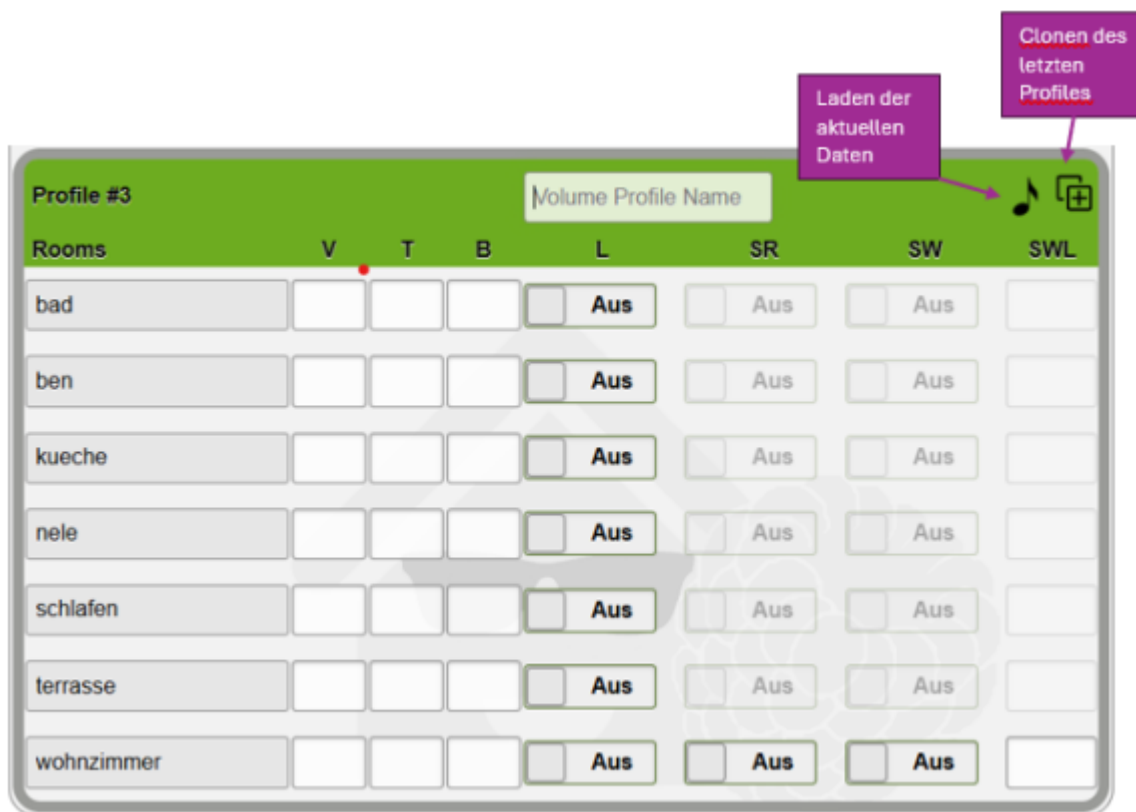 Clonen des
letzten
Profiles
Laden der
aktuellen
Daten
Profile #3 Volume Profile Name
Rooms V T B L SR SW SWL
bad Aus Aus Aus
ben Aus Aus Aus
kueche Aus Aus Aus
nele Aus Aus Aus
schlafen Aus Aus Aus
terrasse Aus Aus Aus
wohnzimmer Aus Aus Aus